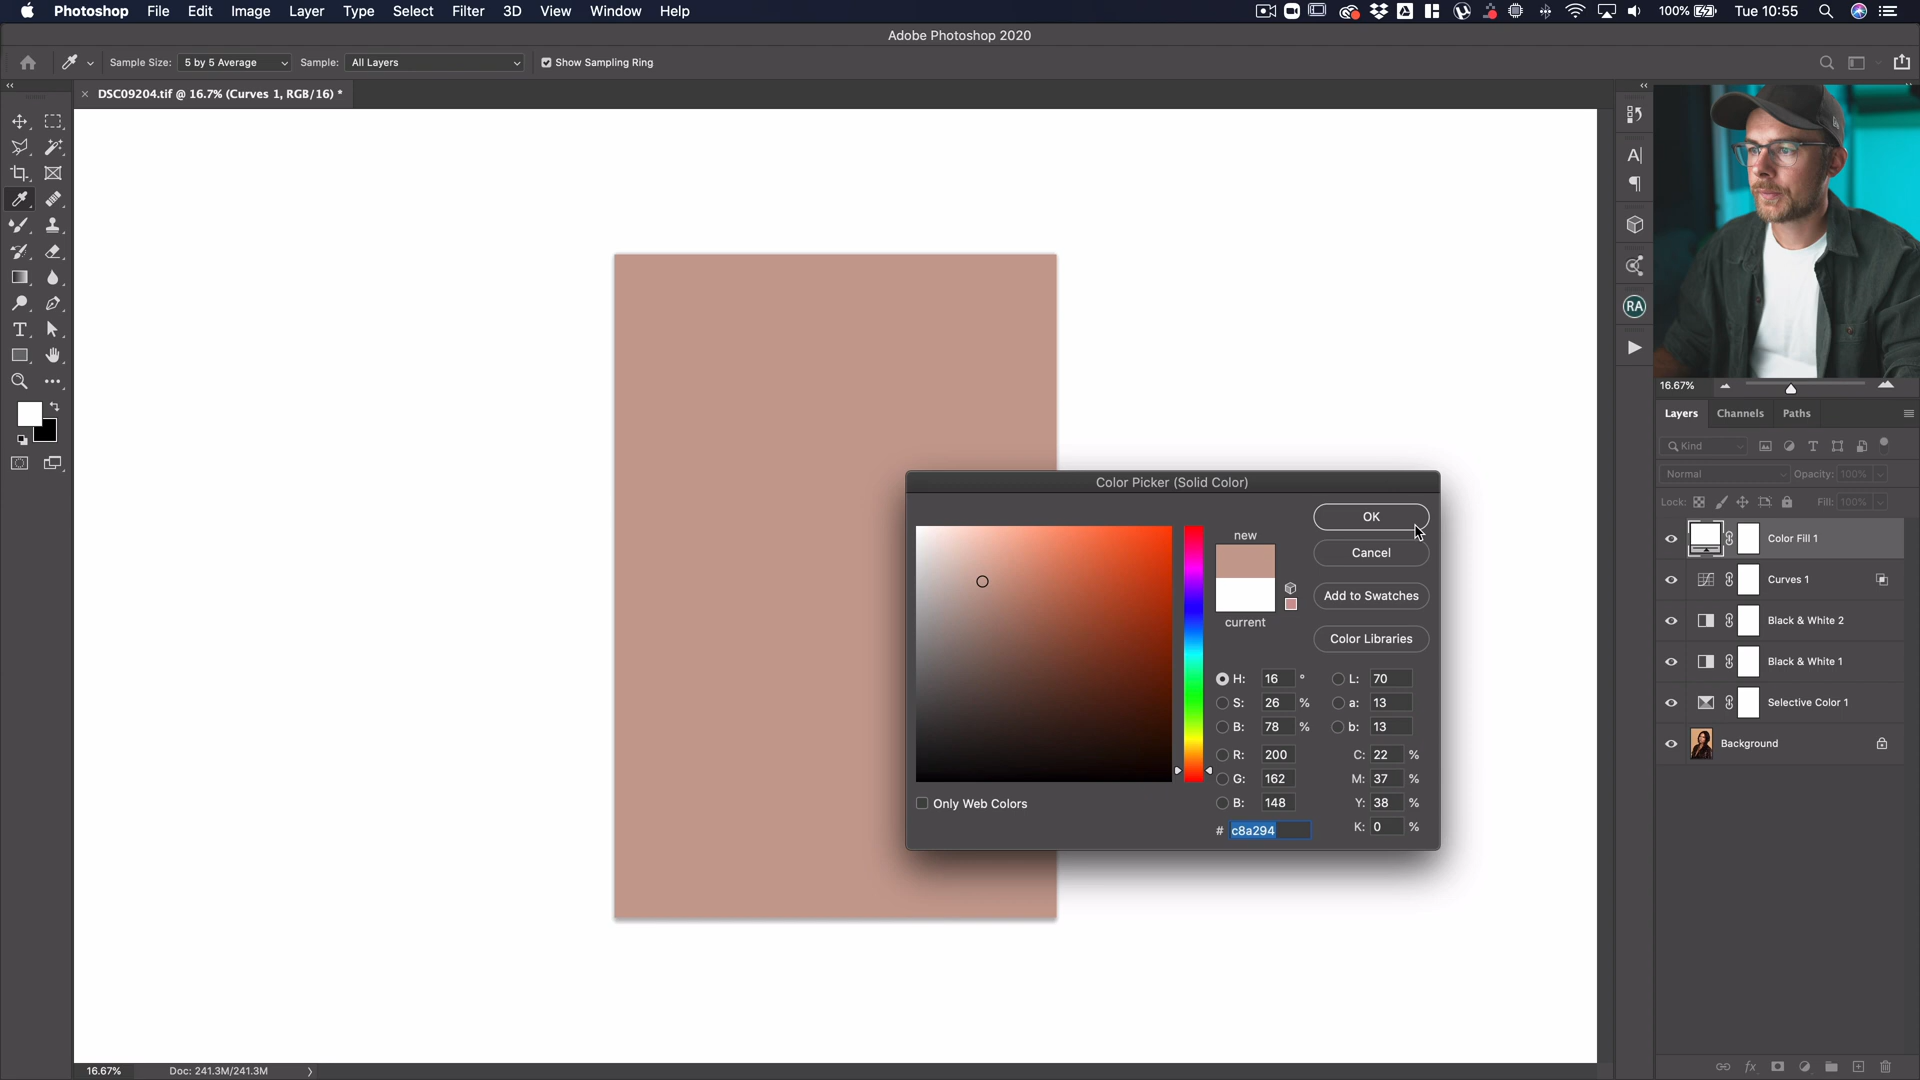 Photoshop File Edit Image Layer Type Select Filter 3D View Window Help 100% Tue 10:55
Adobe Photoshop 2020
Sample Size: 5 by 5 Average Sample: All Layers Show Sampling Ring
× DSC09204.tif @ 16.7% (Curves 1, RGB/16) *
RA
16.67%
Layers Channels Paths
Kind
Normal Opacity: 100%
Lock: Fill: 100%
Color Fill 1
Curves 1
Black & White 2
Black & White 1
Selective Color 1
Background
Color Picker (Solid Color)
OK
new
Cancel
Add to Swatches
current
Color Libraries
H: 16 ° L: 70
S: 26 % a: 13
B: 78 % b: 13
R: 200 C: 22 %
G: 162 M: 37 %
B: 148 Y: 38 %
Only Web Colors
# c8a294 K: 0 %
16.67% Doc: 241.3M/241.3M